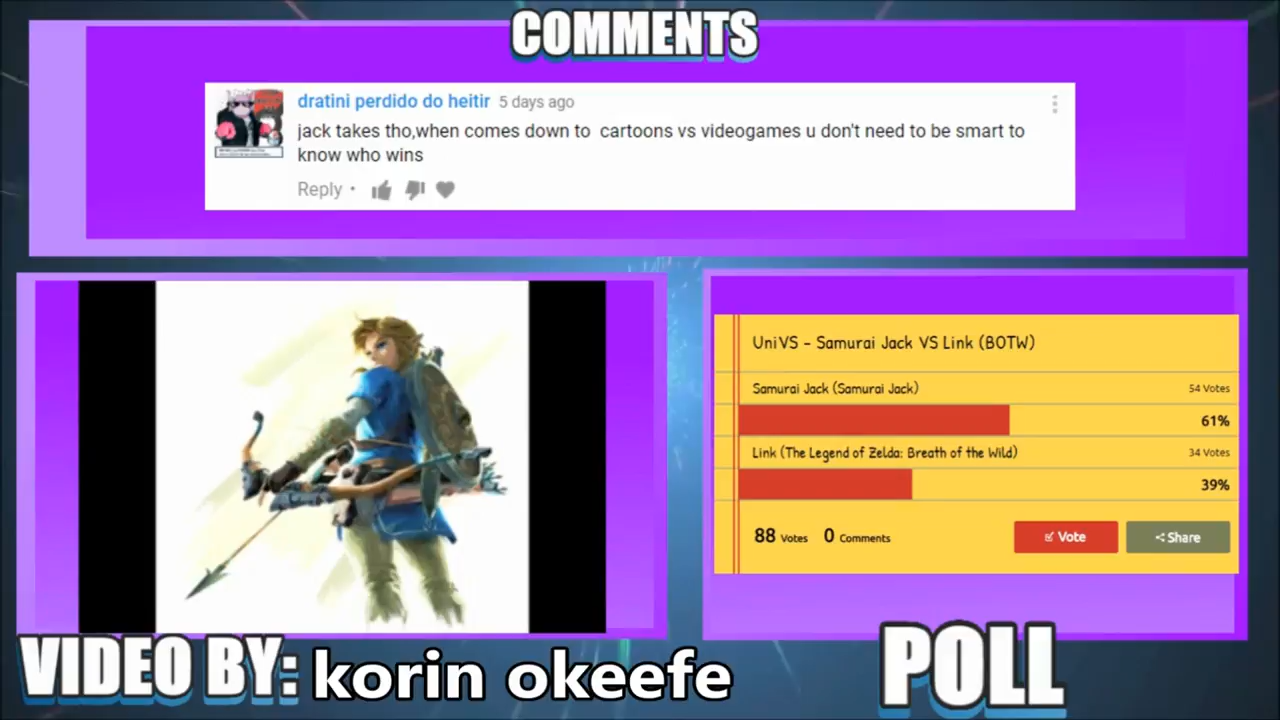 COMMENTS
dratini perdido do heitir 5 days ago
jack takes tho,when comes down to cartoons vs videogames u don't need to be smart to
know who wins
Reply •
UniVS - Samurai Jack VS Link (BOTW)
Samurai Jack (Samurai Jack) 54 Votes
61%
Link (The Legend of Zelda: Breath of the Wild) 34 Votes
39%
88 Votes 0 Comments Vote Share
VIDEO BY: korin okeefe
POLL